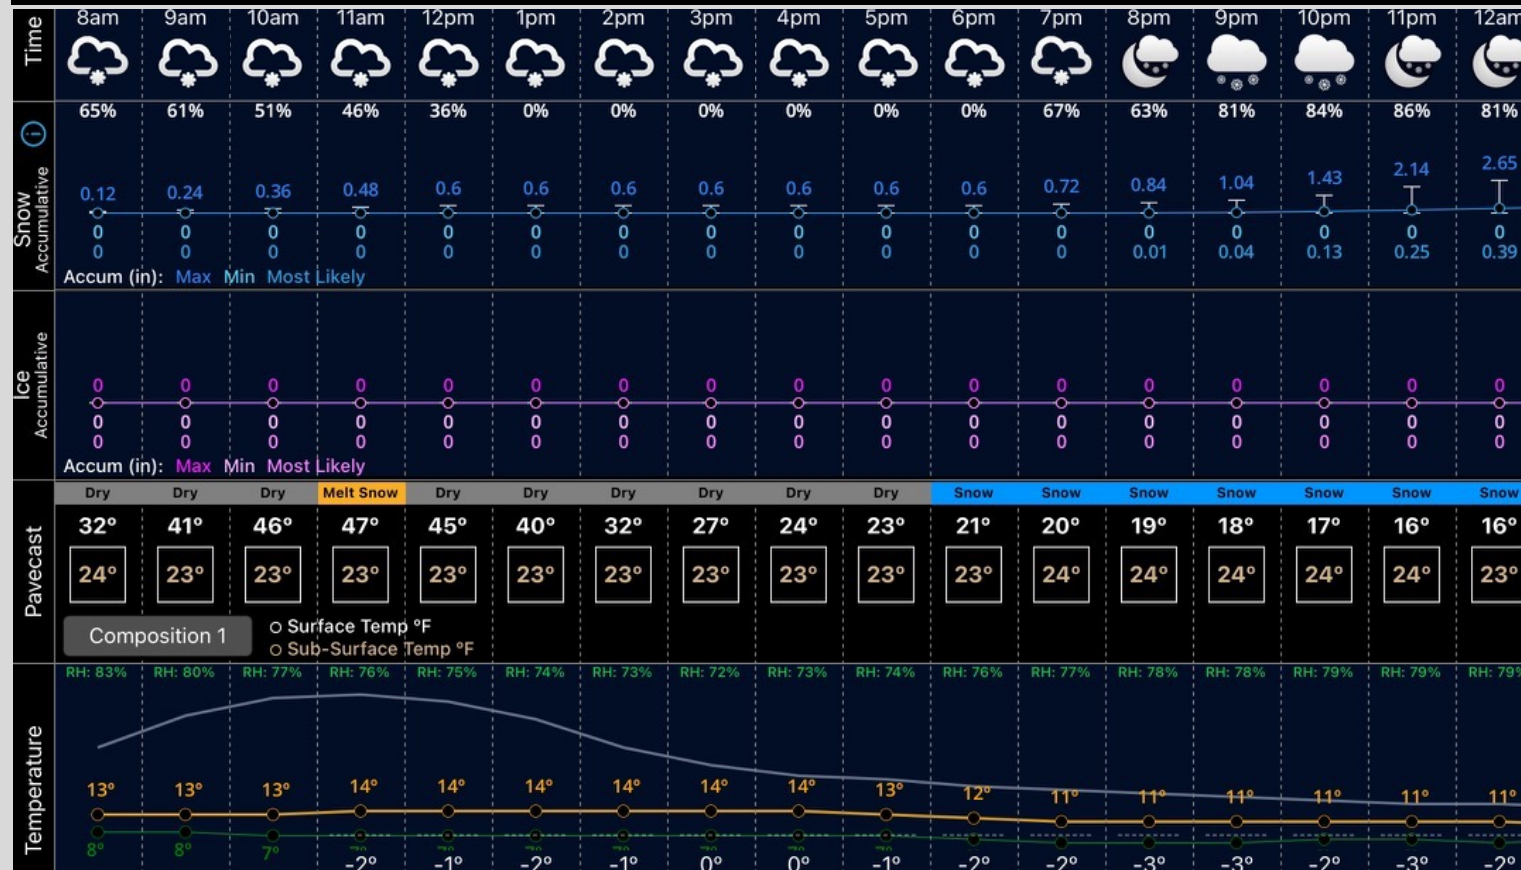 Time
8am 9am 10am 11am 12pm 1pm 2pm 3pm 4pm 5pm 6pm 7pm 8pm 9pm 10pm 11pm 12am
65% 61% 51% 46% 36% 0% 0% 0% 0% 0% 0% 67% 63% 81% 84% 86% 81%
Snow
Accumulative
0.12 0.24 0.36 0.48 0.6 0.6 0.6 0.6 0.6 0.6 0.6 0.72 0.84 1.04 1.43 2.14 2.65
0 0 0 0 0 0 0 0 0 0 0 0 0 0 0 0 0
0 0 0 0 0 0 0 0 0 0 0 0 0.01 0.04 0.13 0.25 0.39
Accum (in): Max Min Most Likely
Ice
Accumulative
0 0 0 0 0 0 0 0 0 0 0 0 0 0 0 0 0
0 0 0 0 0 0 0 0 0 0 0 0 0 0 0 0 0
0 0 0 0 0 0 0 0 0 0 0 0 0 0 0 0 0
Accum (in): Max Min Most Likely
Pavecast
Dry Dry Dry Melt Snow Dry Dry Dry Dry Dry Dry Snow Snow Snow Snow Snow Snow Snow
32° 41° 46° 47° 45° 40° 32° 27° 24° 23° 21° 20° 19° 18° 17° 16° 16°
24° 23° 23° 23° 23° 23° 23° 23° 23° 23° 23° 24° 24° 24° 24° 24° 23°
Composition 1
Surface Temp °F
Sub-Surface Temp °F
Temperature
RH: 83% RH: 80% RH: 77% RH: 76% RH: 75% RH: 74% RH: 73% RH: 72% RH: 73% RH: 74% RH: 76% RH: 77% RH: 78% RH: 78% RH: 79% RH: 79% RH: 79%
13° 13° 13° 14° 14° 14° 14° 14° 14° 13° 12° 11° 11° 11° 11° 11° 11°
8° 8° 7°
-2° -1° -2° -1° 0° 0° -1° -2° -2° -3° -3° -2° -3° -2°